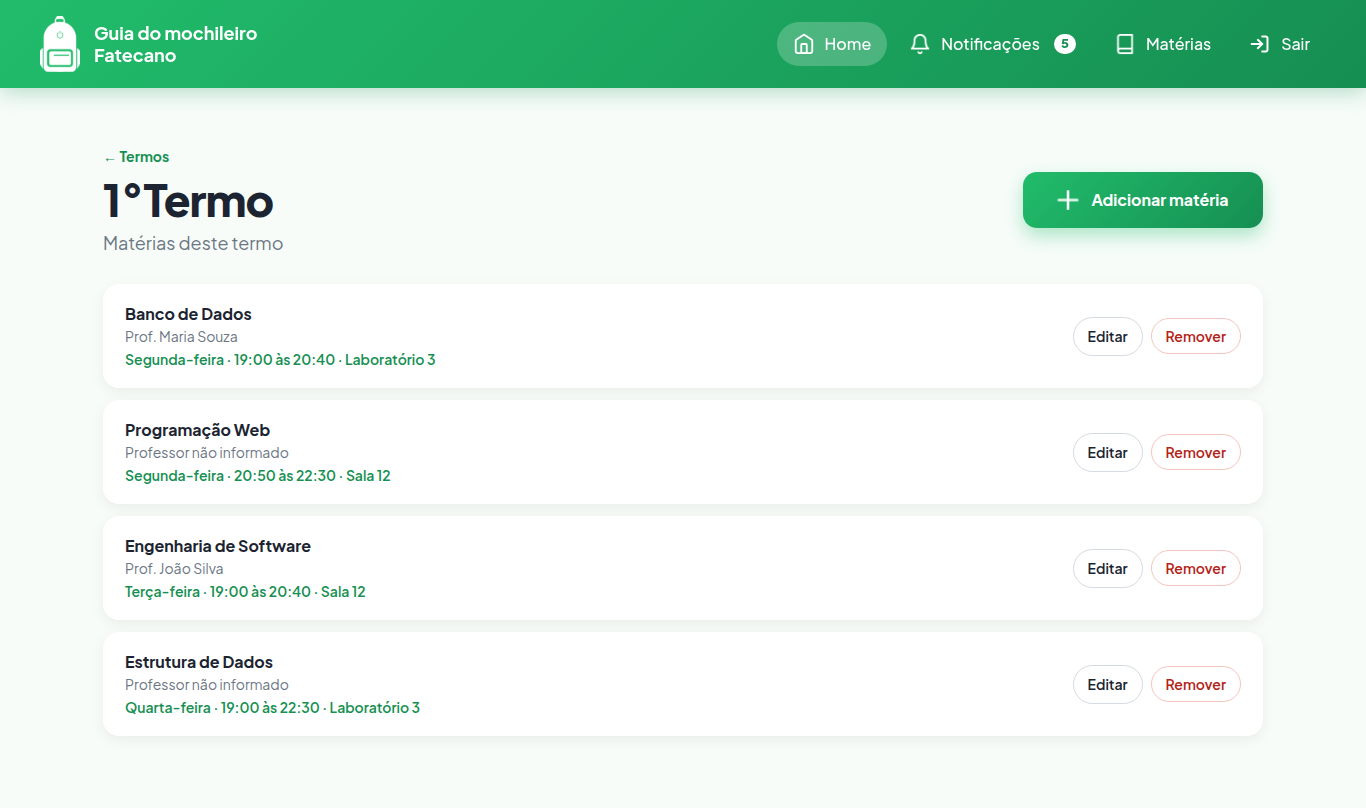 Guia do mochileiro
Fatecano
Home
Notificações 5
Matérias
Sair
← Termos
1°Termo
Matérias deste termo
Adicionar matéria
Banco de Dados
Prof. Maria Souza
Segunda-feira · 19:00 às 20:40 · Laboratório 3
Editar
Remover
Programação Web
Professor não informado
Segunda-feira · 20:50 às 22:30 · Sala 12
Editar
Remover
Engenharia de Software
Prof. João Silva
Terça-feira · 19:00 às 20:40 · Sala 12
Editar
Remover
Estrutura de Dados
Professor não informado
Quarta-feira · 19:00 às 22:30 · Laboratório 3
Editar
Remover